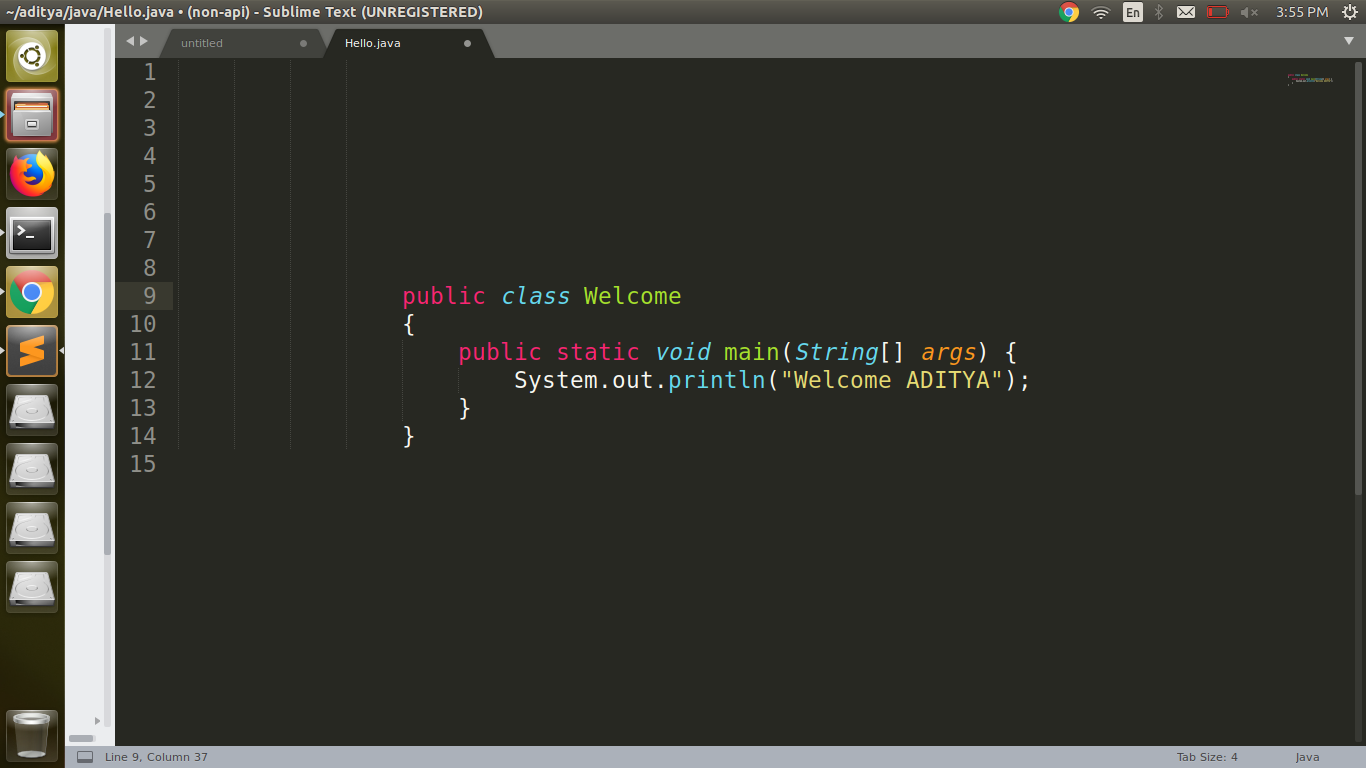 ~/aditya/java/Hello.java • (non-api) - Sublime Text (UNREGISTERED)
En
3:55 PM
untitled
Hello.java
1
2
3
4
5
6
7
8
9 public class Welcome
10 {
11 public static void main(String[] args) {
12 System.out.println("Welcome ADITYA");
13 }
14 }
15
Line 9, Column 37
Tab Size: 4
Java